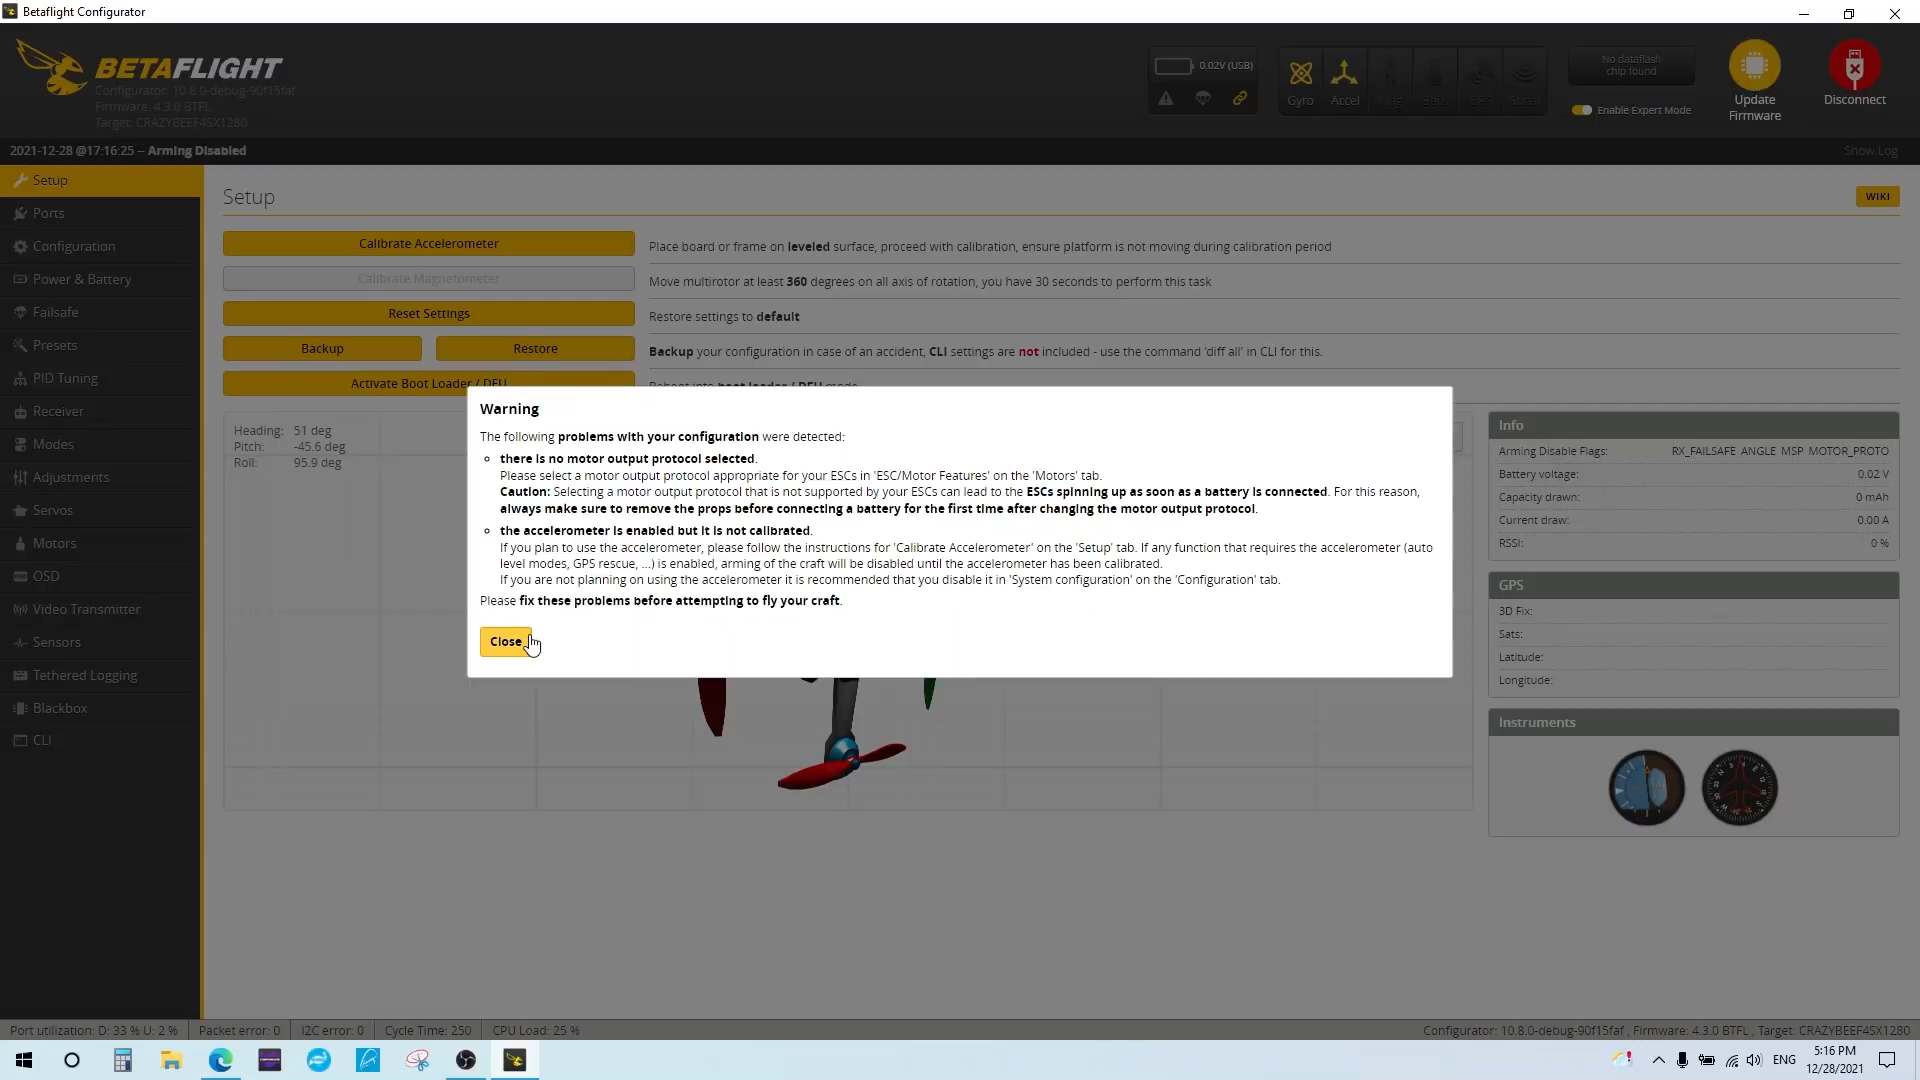 Betaflight Configurator
BETAFLIGHT
Configurator: 10.8.0-debug-90f15faf
Firmware: 4.3.0 BTFL
Target: CRAZYBEEF4SX1280
0.02V (USB)
Gyro
Accel
Mag
Baro
GPS
Sonar
No dataflash
chip found
Enable Expert Mode
Update
Firmware
Disconnect
2021-12-28 @17:16:25 -- Arming Disabled
Show Log
Setup
Ports
Configuration
Power & Battery
Failsafe
Presets
PID Tuning
Receiver
Modes
Adjustments
Servos
Motors
OSD
Video Transmitter
Sensors
Tethered Logging
Blackbox
CLI
Setup
WIKI
Calibrate Accelerometer
Place board or frame on leveled surface, proceed with calibration, ensure platform is not moving during calibration period
Calibrate Magnetometer
Move multirotor at least 360 degrees on all axis of rotation, you have 30 seconds to perform this task
Reset Settings
Restore settings to default
Backup
Restore
Backup your configuration in case of an accident, CLI settings are not included - use the command 'diff all' in CLI for this.
Activate Boot Loader / DFU
Reboot into boot loader / DFU mode.
Heading: 51 deg
Pitch: -45.6 deg
Roll: 95.9 deg
Warning
The following problems with your configuration were detected:
there is no motor output protocol selected.
Please select a motor output protocol appropriate for your ESCs in 'ESC/Motor Features' on the 'Motors' tab.
Caution: Selecting a motor output protocol that is not supported by your ESCs can lead to the ESCs spinning up as soon as a battery is connected. For this reason,
always make sure to remove the props before connecting a battery for the first time after changing the motor output protocol.
the accelerometer is enabled but it is not calibrated.
If you plan to use the accelerometer, please follow the instructions for 'Calibrate Accelerometer' on the 'Setup' tab. If any function that requires the accelerometer (auto
level modes, GPS rescue, ...) is enabled, arming of the craft will be disabled until the accelerometer has been calibrated.
If you are not planning on using the accelerometer it is recommended that you disable it in 'System configuration' on the 'Configuration' tab.
Please fix these problems before attempting to fly your craft.
Close
Info
Arming Disable Flags: RX_FAILSAFE ANGLE MSP MOTOR_PROTO
Battery voltage: 0.02 V
Capacity drawn: 0 mAh
Current draw: 0.00 A
RSSI: 0 %
GPS
3D Fix:
Sats:
Latitude:
Longitude:
Instruments
Port utilization: D: 33 % U: 2 %
Packet error: 0
I2C error: 0
Cycle Time: 250
CPU Load: 25 %
Configurator: 10.8.0-debug-90f15faf , Firmware: 4.3.0 BTFL , Target: CRAZYBEEF4SX1280
ENG
5:16 PM
12/28/2021